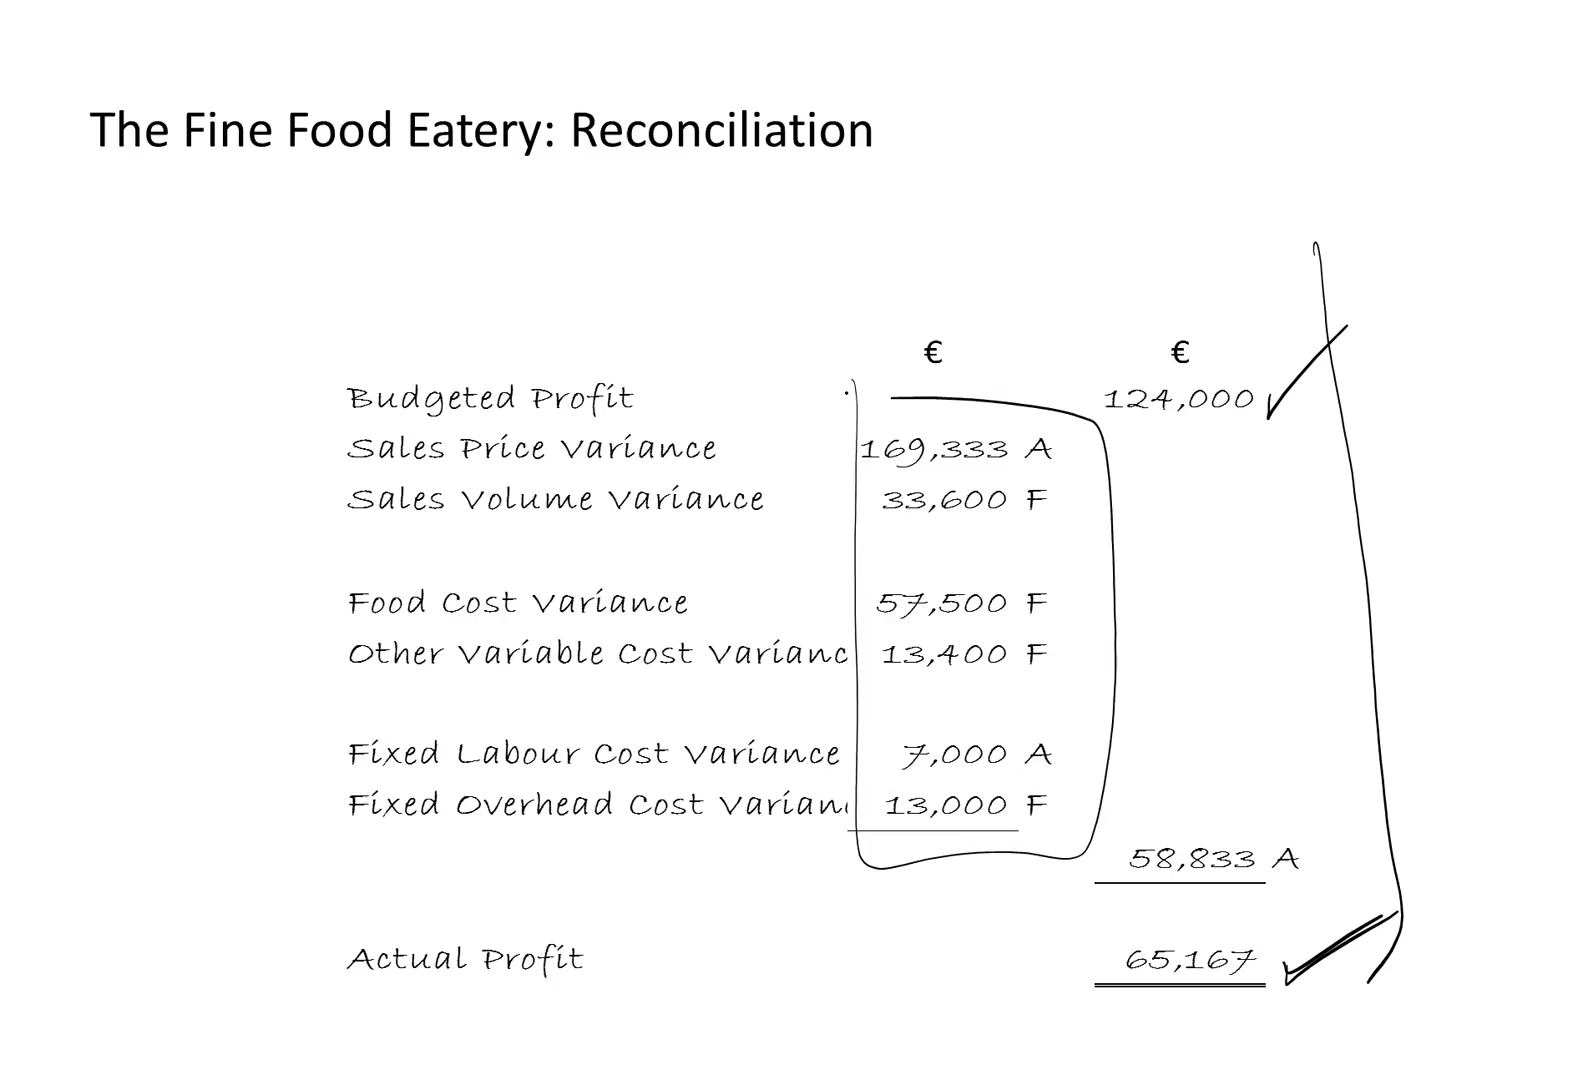 The Fine Food Eatery: Reconciliation
€ €
Budgeted Profit 124,000
Sales Price Variance 169,333 A
Sales Volume Variance 33,600 F
Food Cost Variance 57,500 F
Other Variable Cost Varianc 13,400 F
Fixed Labour Cost Variance 7,000 A
Fixed Overhead Cost Varian 13,000 F
58,833 A
Actual Profit 65,167